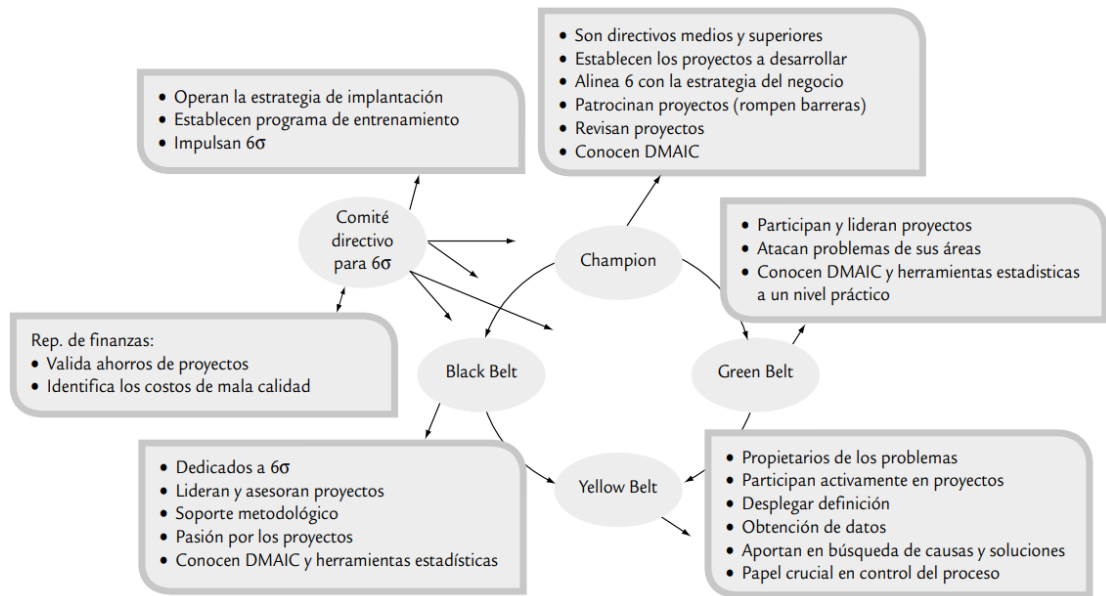 • Son directivos medios y superiores
• Establecen los proyectos a desarrollar
• Alinea 6 con la estrategia del negocio
• Patrocinan proyectos (rompen barreras)
• Revisan proyectos
• Conocen DMAIC
• Operan la estrategia de implantación
• Establecen programa de entrenamiento
• Impulsan 6σ
Comité
directivo
para 6σ
Champion
• Participan y lideran proyectos
• Atacan problemas de sus áreas
• Conocen DMAIC y herramientas estadisticas
a un nivel práctico
Rep. de finanzas:
• Valida ahorros de proyectos
• Identifica los costos de mala calidad
Black Belt
Green Belt
• Dedicados a 6σ
• Lideran y asesoran proyectos
• Soporte metodológico
• Pasión por los proyectos
• Conocen DMAIC y herramientas estadísticas
Yellow Belt
• Propietarios de los problemas
• Participan activamente en proyectos
• Desplegar definición
• Obtención de datos
• Aportan en búsqueda de causas y soluciones
• Papel crucial en control del proceso